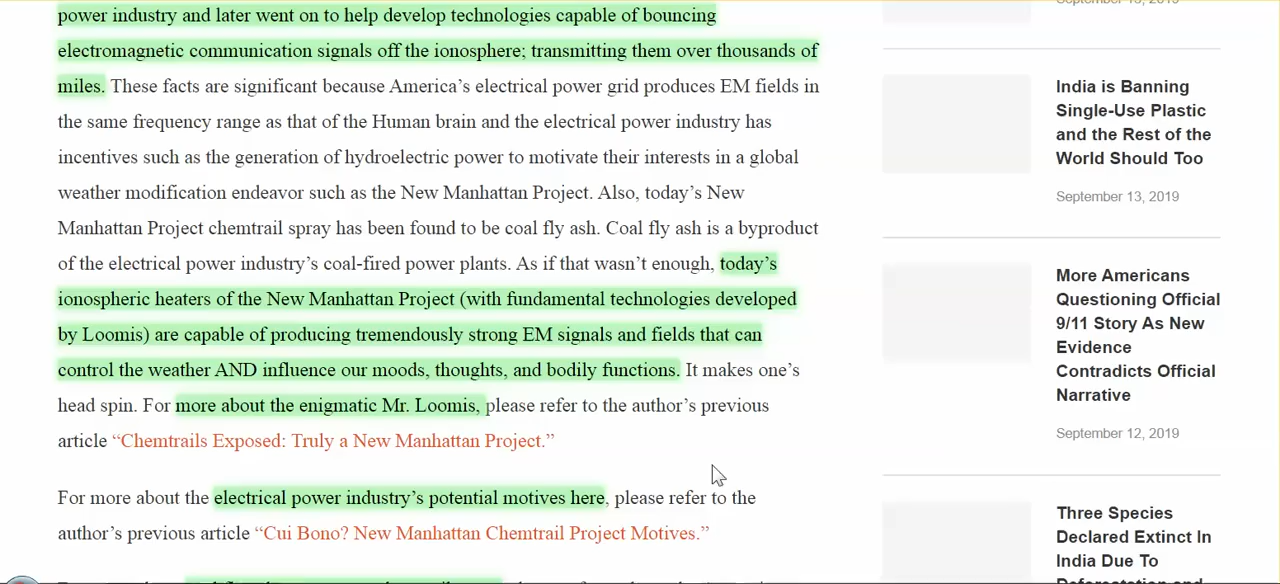 power industry and later went on to help develop technologies capable of bouncing
electromagnetic communication signals off the ionosphere; transmitting them over thousands of
miles. These facts are significant because America’s electrical power grid produces EM fields in
the same frequency range as that of the Human brain and the electrical power industry has
incentives such as the generation of hydroelectric power to motivate their interests in a global
weather modification endeavor such as the New Manhattan Project. Also, today’s New
Manhattan Project chemtrail spray has been found to be coal fly ash. Coal fly ash is a byproduct
of the electrical power industry’s coal-fired power plants. As if that wasn’t enough, today’s
ionospheric heaters of the New Manhattan Project (with fundamental technologies developed
by Loomis) are capable of producing tremendously strong EM signals and fields that can
control the weather AND influence our moods, thoughts, and bodily functions. It makes one’s
head spin. For more about the enigmatic Mr. Loomis, please refer to the author’s previous
article “Chemtrails Exposed: Truly a New Manhattan Project.”
For more about the electrical power industry’s potential motives here, please refer to the
author’s previous article “Cui Bono? New Manhattan Chemtrail Project Motives.”
India is Banning
Single-Use Plastic
and the Rest of the
World Should Too
September 13, 2019
More Americans
Questioning Official
9/11 Story As New
Evidence
Contradicts Official
Narrative
September 12, 2019
Three Species
Declared Extinct In
India Due To
Deforestation and